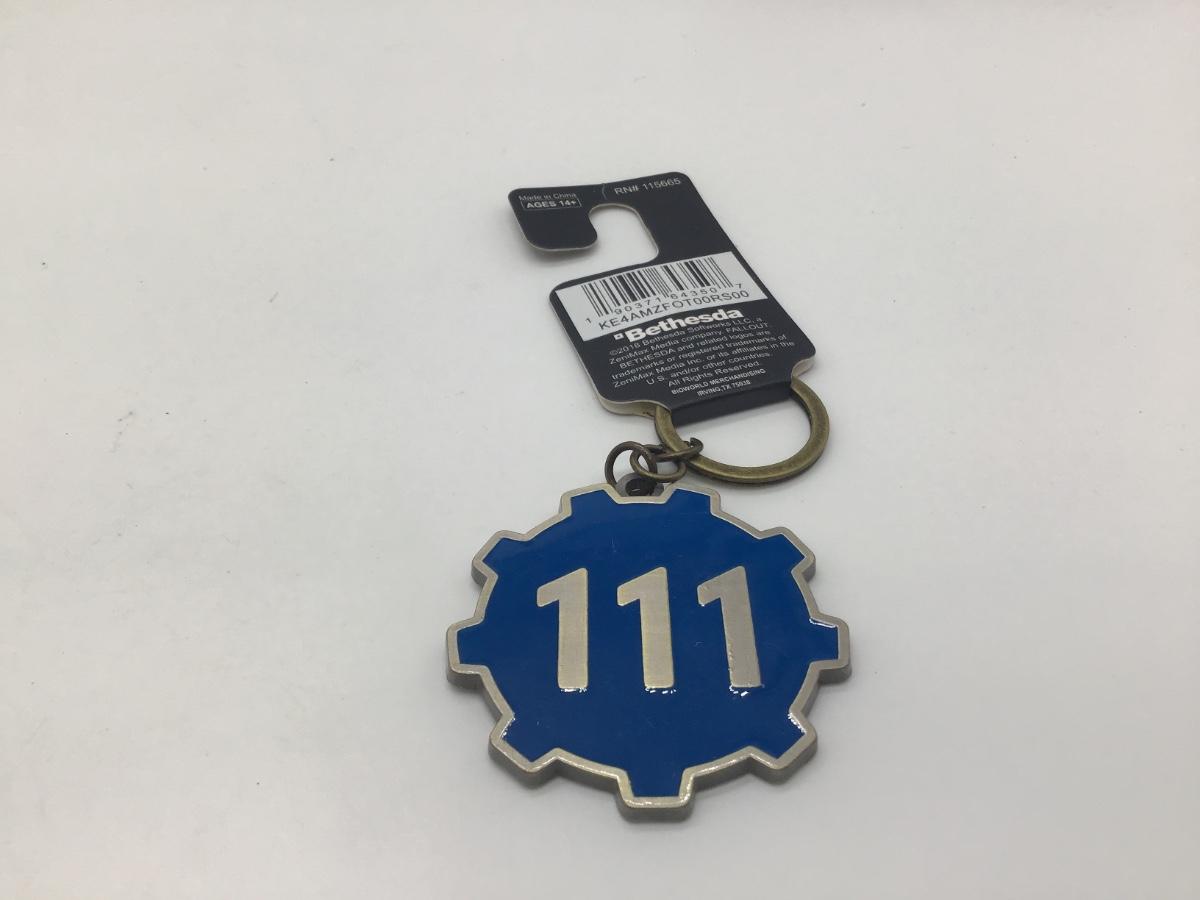 Made in China
AGES 14+
RN# 115665
1 90371 64350 7
KE4AMZFOT00RS00
Bethesda
©2016 Bethesda Softworks LLC, a
ZeniMax Media company. FALLOUT,
BETHESDA and related logos are
trademarks or registered trademarks of
ZeniMax Media Inc. or its affiliates in the
U.S. and/or other countries.
All Rights Reserved.
BIOWORLD MERCHANDISING
IRVING, TX 75038
111